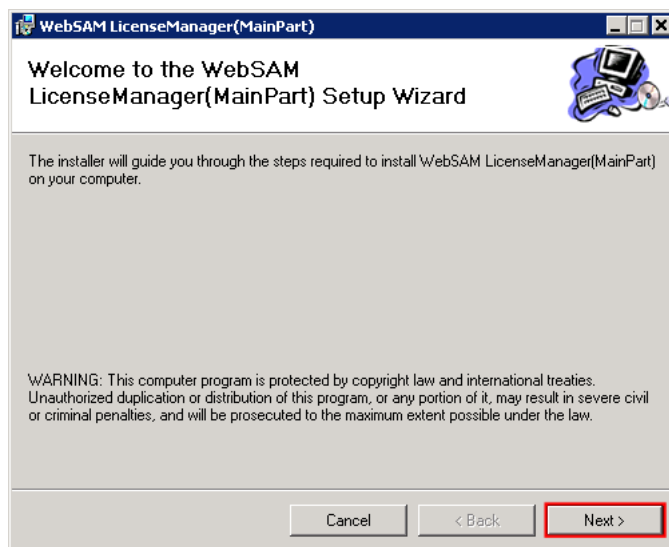 WebSAM LicenseManager(MainPart)
Welcome to the WebSAM
LicenseManager(MainPart) Setup Wizard
The installer will guide you through the steps required to install WebSAM LicenseManager(MainPart)
on your computer.
WARNING: This computer program is protected by copyright law and international treaties.
Unauthorized duplication or distribution of this program, or any portion of it, may result in severe civil
or criminal penalties, and will be prosecuted to the maximum extent possible under the law.
Cancel
< Back
Next >